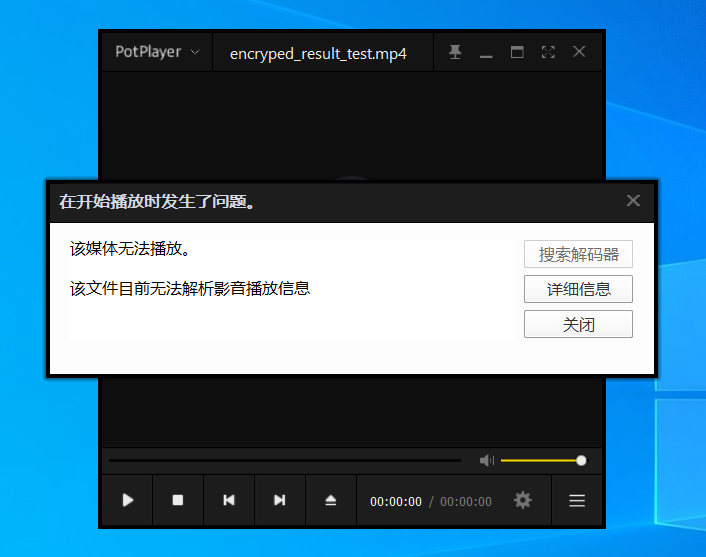 PotPlayer
encryped_result_test.mp4
在开始播放时发生了问题。
该媒体无法播放。
搜索解码器
该文件目前无法解析影音播放信息
详细信息
关闭
00:00:00 / 00:00:00